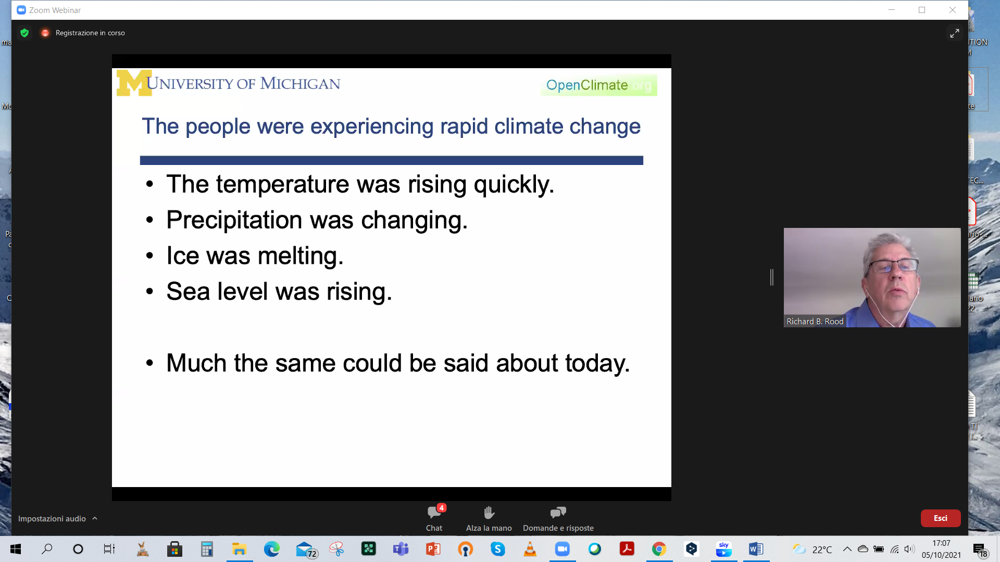 Zoom Webinar
Registrazione in corso
UNIVERSITY OF MICHIGAN
OpenClimate org
The people were experiencing rapid climate change
• The temperature was rising quickly.
• Precipitation was changing.
• Ice was melting.
• Sea level was rising.
• Much the same could be said about today.
Richard B. Rood
Impostazioni audio
4
Chat
Alza la mano
Domande e risposte
Esci
72
sky
22°C
17:07
05/10/2021
18